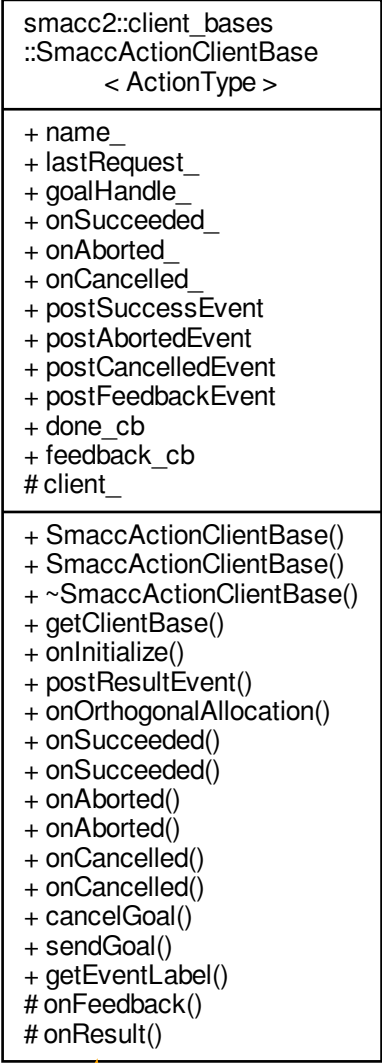 smacc2::client_bases
::SmaccActionClientBase
< ActionType >
+ name_
+ lastRequest_
+ goalHandle_
+ onSucceeded_
+ onAborted_
+ onCancelled_
+ postSuccessEvent
+ postAbortedEvent
+ postCancelledEvent
+ postFeedbackEvent
+ done_cb
+ feedback_cb
# client_
+ SmaccActionClientBase()
+ SmaccActionClientBase()
+ ~SmaccActionClientBase()
+ getClientBase()
+ onInitialize()
+ postResultEvent()
+ onOrthogonalAllocation()
+ onSucceeded()
+ onSucceeded()
+ onAborted()
+ onAborted()
+ onCancelled()
+ onCancelled()
+ cancelGoal()
+ sendGoal()
+ getEventLabel()
# onFeedback()
# onResult()